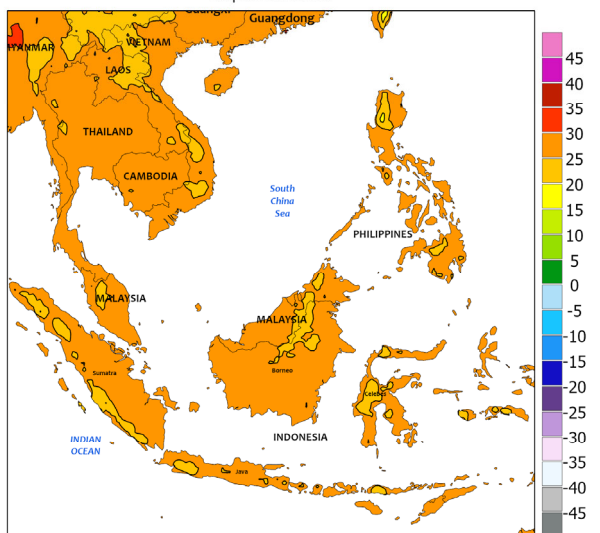 Guangdong
VIETNAM
LAOS
THAILAND
CAMBODIA
South
China
Sea
PHILIPPINES
MALAYSIA
MALAYSIA
Sumatra
Borneo
Celebes
INDONESIA
INDIAN
OCEAN
Java
45
40
35
30
25
20
15
10
5
0
-5
-10
-15
-20
-25
-30
-35
-40
-45